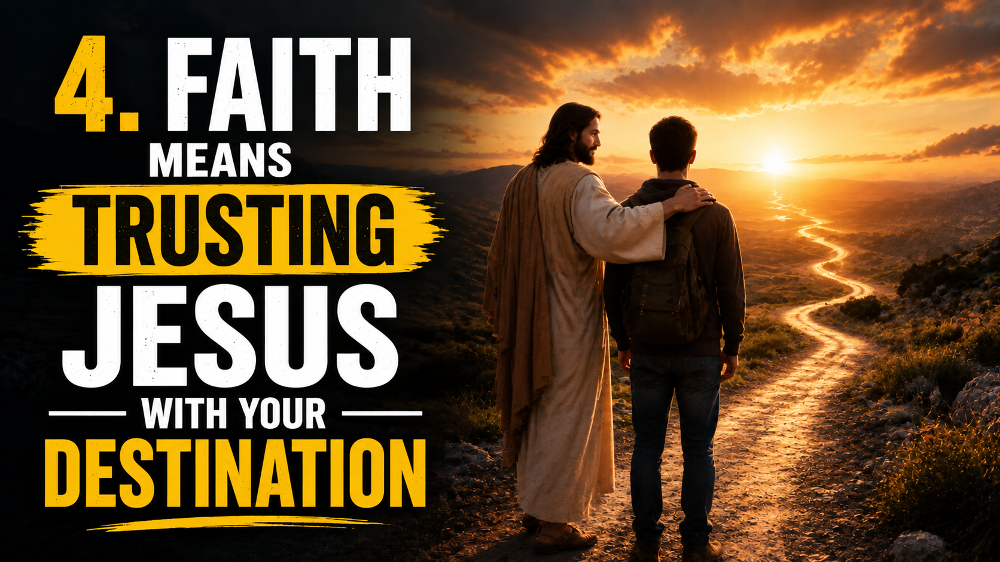 4. FAITH
MEANS
TRUSTING
JESUS
WITH YOUR
DESTINATION